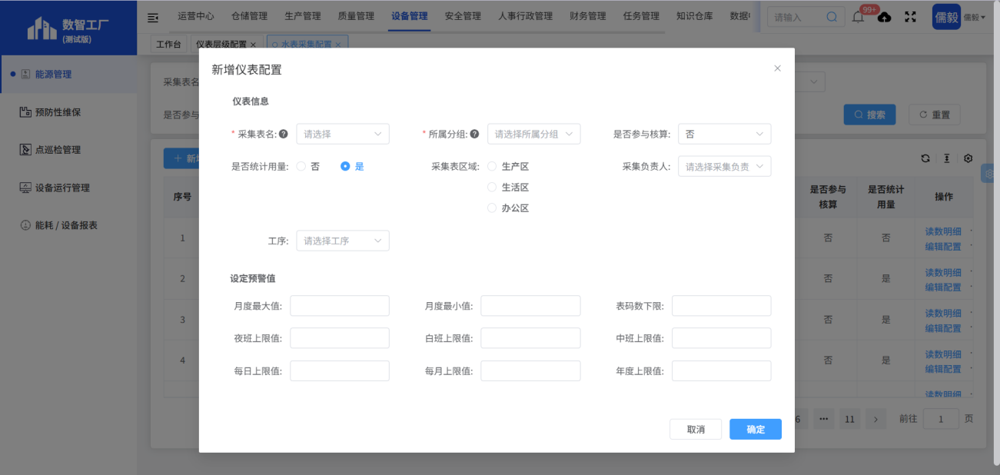 数智工厂
(测试版)
运营中心 仓储管理 生产管理 质量管理 设备管理 安全管理 人事行政管理 财务管理 任务管理 知识仓库 数据
请输入
99+
儒毅 儒毅
工作台 仪表层级配置 × 水表采集配置 ×
能源管理
预防性维保
点巡检管理
设备运行管理
能耗 / 设备报表
采集表名
是否参与
搜索 重置
+ 新增
新增仪表配置
仪表信息
* 采集表名: 请选择 * 所属分组: 请选择所属分组 是否参与核算: 否
是否统计用量: 否 是 采集表区域: 生产区 采集负责人: 请选择采集负责
生活区
办公区
工序: 请选择工序
设定预警值
月度最大值: 月度最小值: 表码数下限:
夜班上限值: 白班上限值: 中班上限值:
每日上限值: 每月上限值: 年度上限值:
取消 确定
序号 是否参与核算 是否统计用量 操作
1 否 否 读数明细
编辑配置
2 否 是 读数明细
编辑配置
3 否 是 读数明细
编辑配置
4 否 是 读数明细
编辑配置
读数明细
6 ••• 11 > 前往 1 页